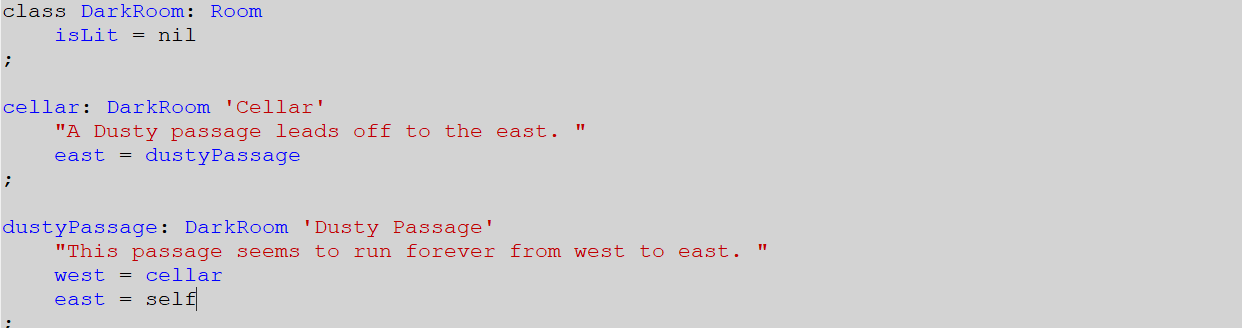 class DarkRoom: Room
isLit = nil
;
cellar: DarkRoom 'Cellar'
"A Dusty passage leads off to the east. "
east = dustyPassage
;
dustyPassage: DarkRoom 'Dusty Passage'
"This passage seems to run forever from west to east. "
west = cellar
east = self
;